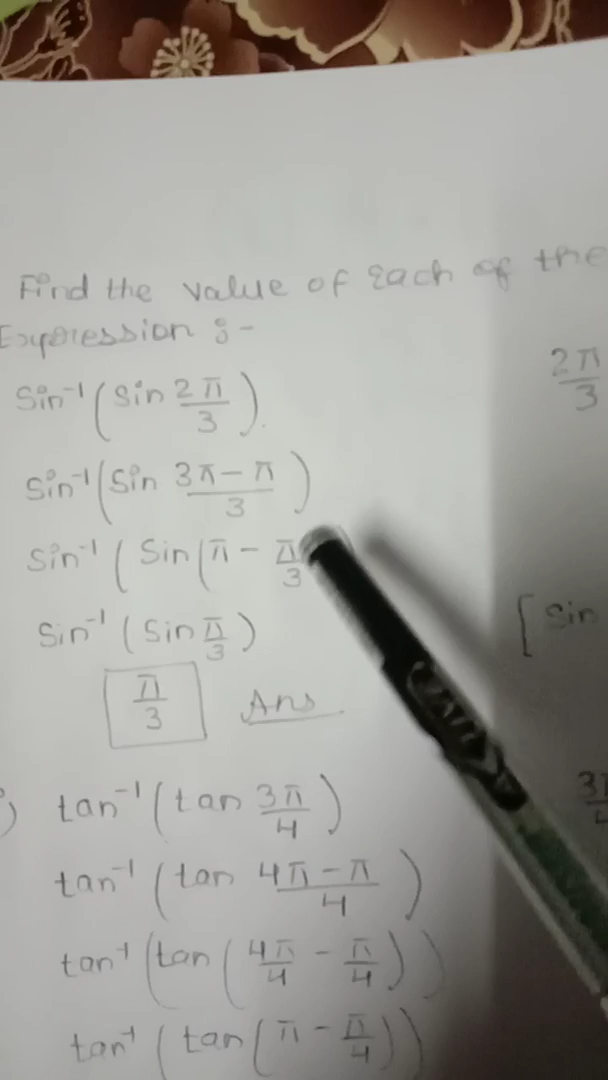 Find the value of each of the
Expression :-
Sin⁻¹(Sin 2π/3)
2π/3
Sin⁻¹(Sin 3π-π/3)
Sin⁻¹(Sin(π - π/3
Sin⁻¹(Sin π/3)
[Sin
π/3 Ans
) tan⁻¹(tan 3π/4)
tan⁻¹(tan 4π-π/4)
tan⁻¹(tan(4π/4 - π/4))
tan⁻¹(tan(π - π/4))